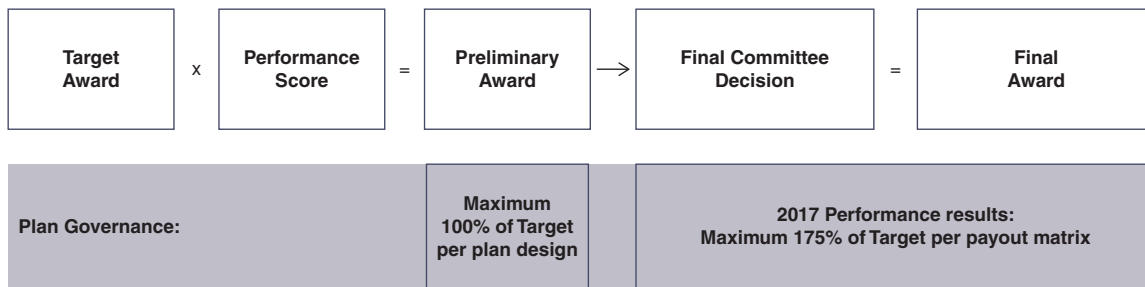 Target
Award
x
Performance
Score
=
Preliminary
Award
→
Final Committee
Decision
=
Final
Award
Plan Governance:
Maximum
100% of Target
per plan design
2017 Performance results:
Maximum 175% of Target per payout matrix